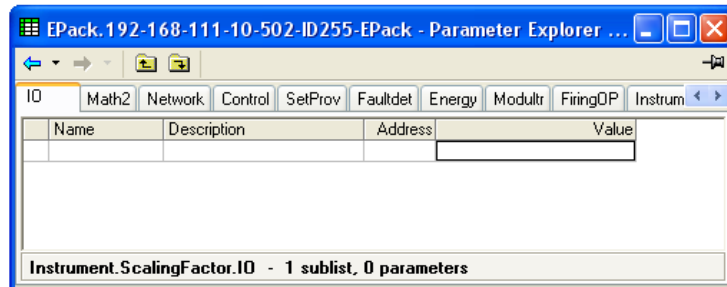 EPack.192-168-111-10-502-ID255-EPack - Parameter Explorer ...
IO Math2 Network Control SetProv Faultdet Energy Modultr FiringOP Instrum
Name Description Address Value
Instrument.ScalingFactor.IO - 1 sublist, 0 parameters